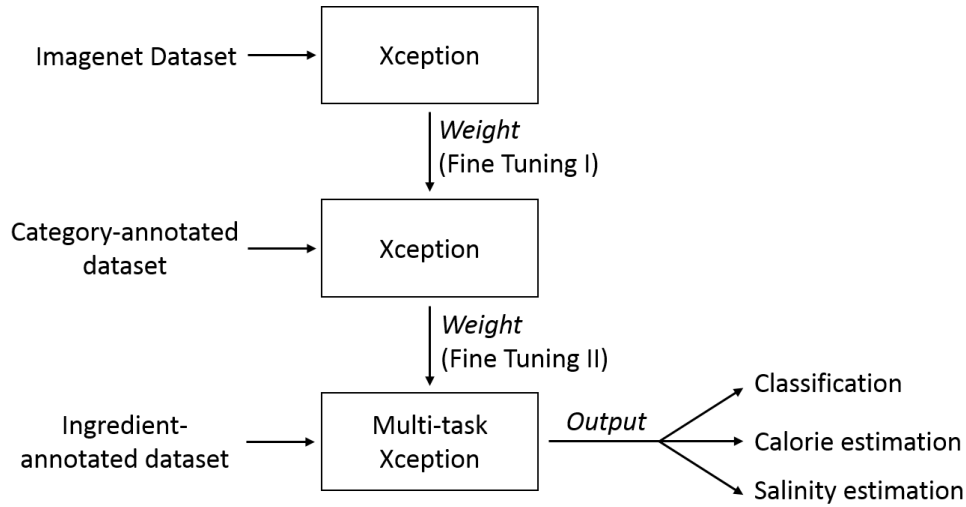 Imagenet Dataset
Xception
Weight
(Fine Tuning I)
Category-annotated
dataset
Xception
Weight
(Fine Tuning II)
Ingredient-
annotated dataset
Multi-task
Xception
Output
Classification
Calorie estimation
Salinity estimation